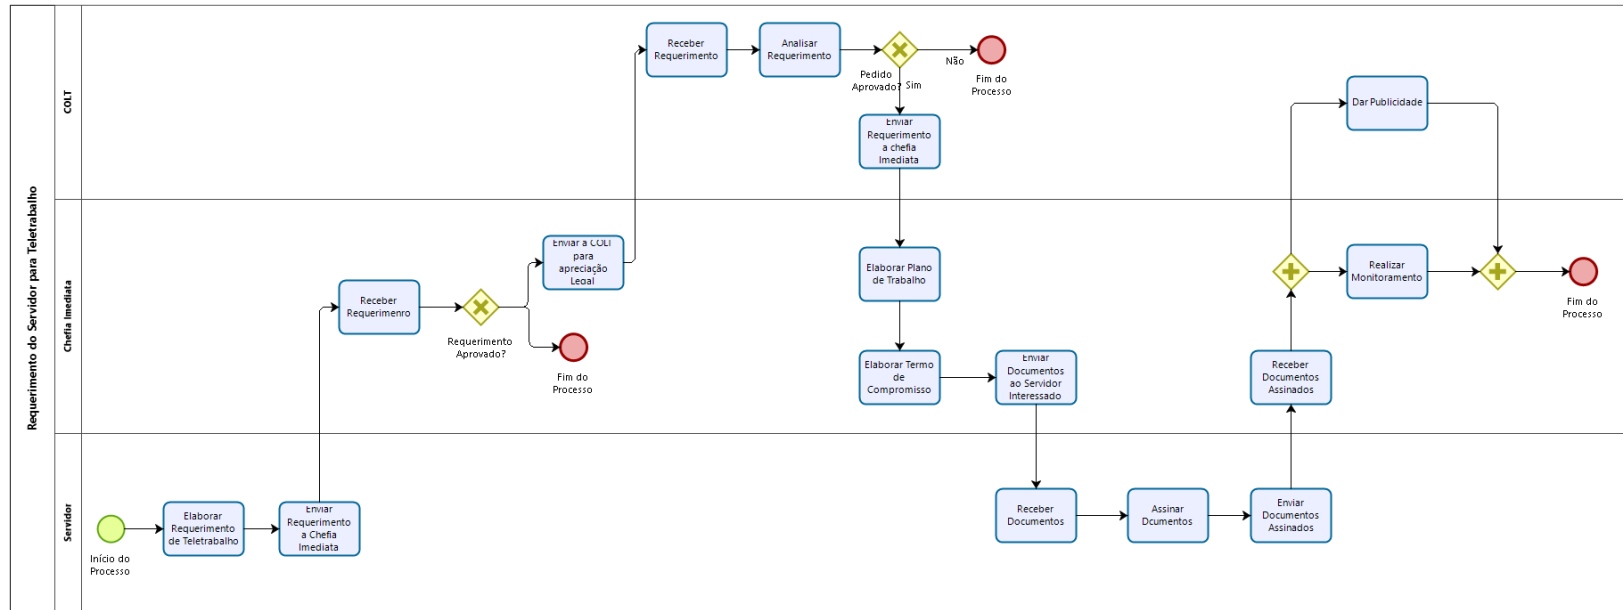 Requerimento do Servidor para Teletrabalho
COLT
Receber
Requerimento
Analisar
Requerimento
Pedido
Aprovado?
Sim
Não
Fim do
Processo
Enviar
Requerimento
a chefia
Imediata
Dar Publicidade
Chefia Imediata
Receber
Requerimenro
Requerimento
Aprovado?
Enviar a COLT
para
apreciação
Legal
Fim do
Processo
Elaborar Plano
de Trabalho
Elaborar Termo
de
Compromisso
Enviar
Documentos
ao Servidor
Interessado
Receber
Documentos
Assinados
Realizar
Monitoramento
Fim do
Processo
Servidor
Início do
Processo
Elaborar
Requerimento
de Teletrabalho
Enviar
Requerimento
a Chefia
Imediata
Receber
Documentos
Assinar
Dcumentos
Enviar
Documentos
Assinados